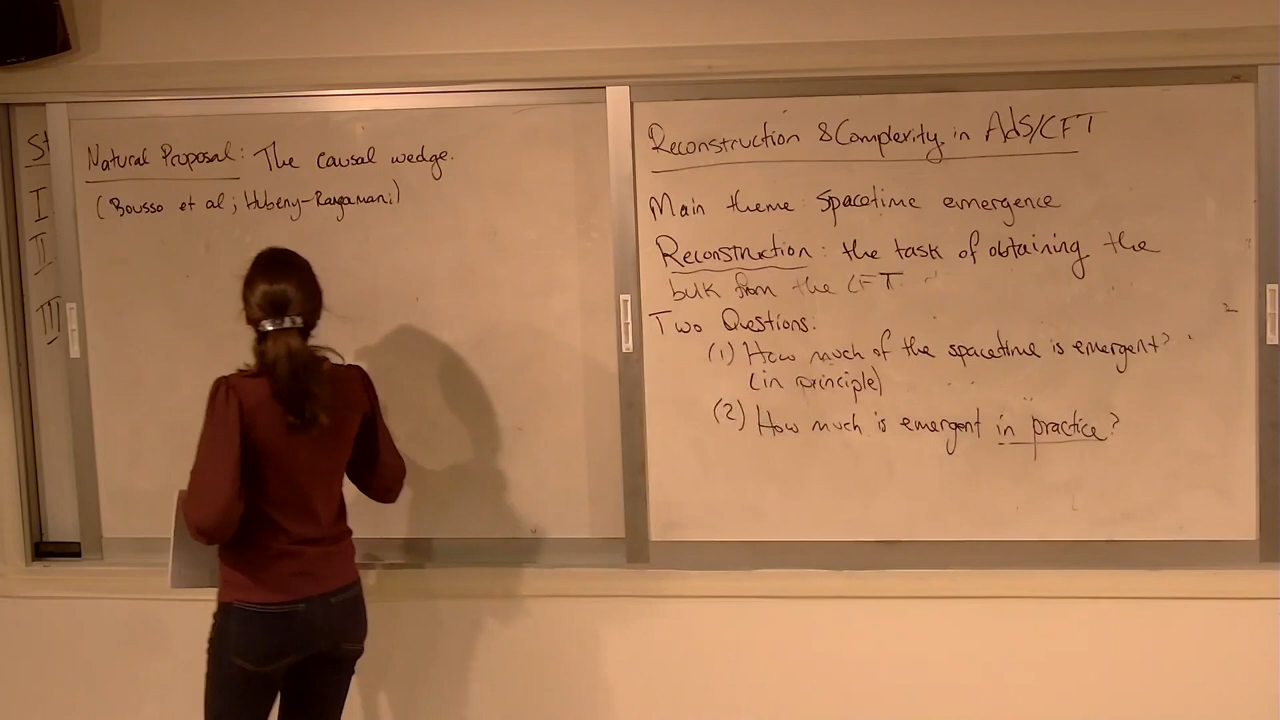 St
I
II
III
Natural Proposal: The causal wedge.
(Bousso et al; Hubeny-Rangamani)
Reconstruction & Complexity in AdS/CFT
Main theme: spacetime emergence
Reconstruction: the task of obtaining the
bulk from the CFT.
Two Questions:
(1) How much of the spacetime is emergent?
(in principle)
(2) How much is emergent in practice?